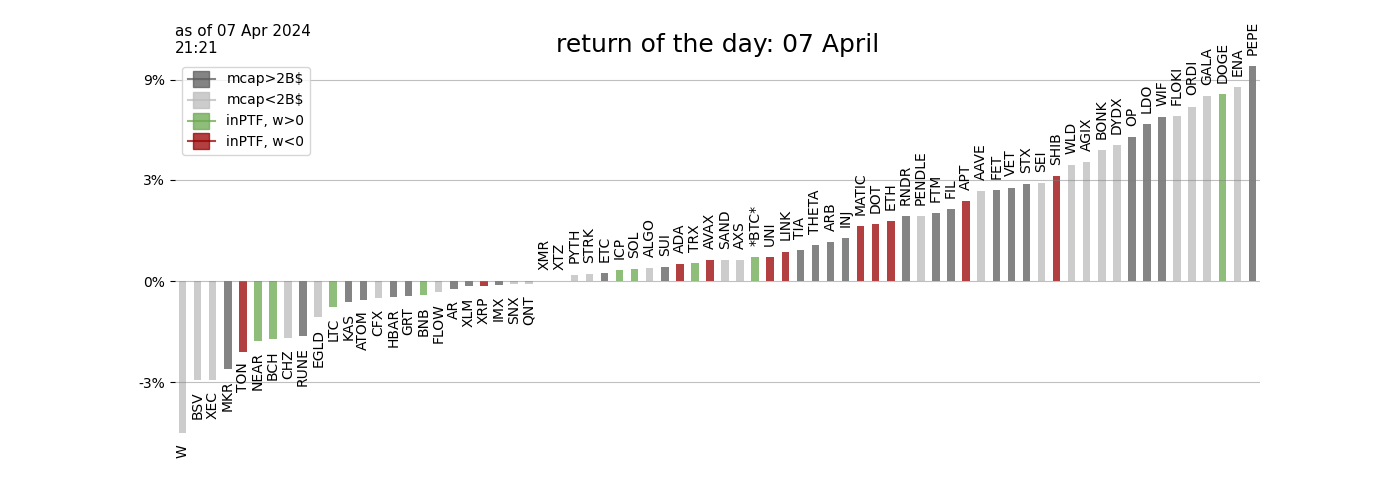 as of 07 Apr 2024
21:21
return of the day: 07 April
mcap>2B$
mcap<2B$
inPTF, w>0
inPTF, w<0
9%
3%
0%
-3%
W
BSV
XEC
MKR
TON
NEAR
BCH
CHZ
RUNE
EGLD
LTC
KAS
ATOM
CFX
HBAR
GRT
BNB
FLOW
AR
XLM
XRP
IMX
SNX
QNT
XMR
XTZ
PYTH
STRK
ETC
ICP
SOL
ALGO
SUI
ADA
TRX
AVAX
SAND
AXS
*BTC*
UNI
LINK
TIA
THETA
ARB
INJ
MATIC
DOT
ETH
RNDR
PENDLE
FTM
FIL
APT
AAVE
FET
VET
STX
SEI
SHIB
WLD
AGIX
BONK
DYDX
OP
LDO
WIF
FLOKI
ORDI
GALA
DOGE
ENA
PEPE